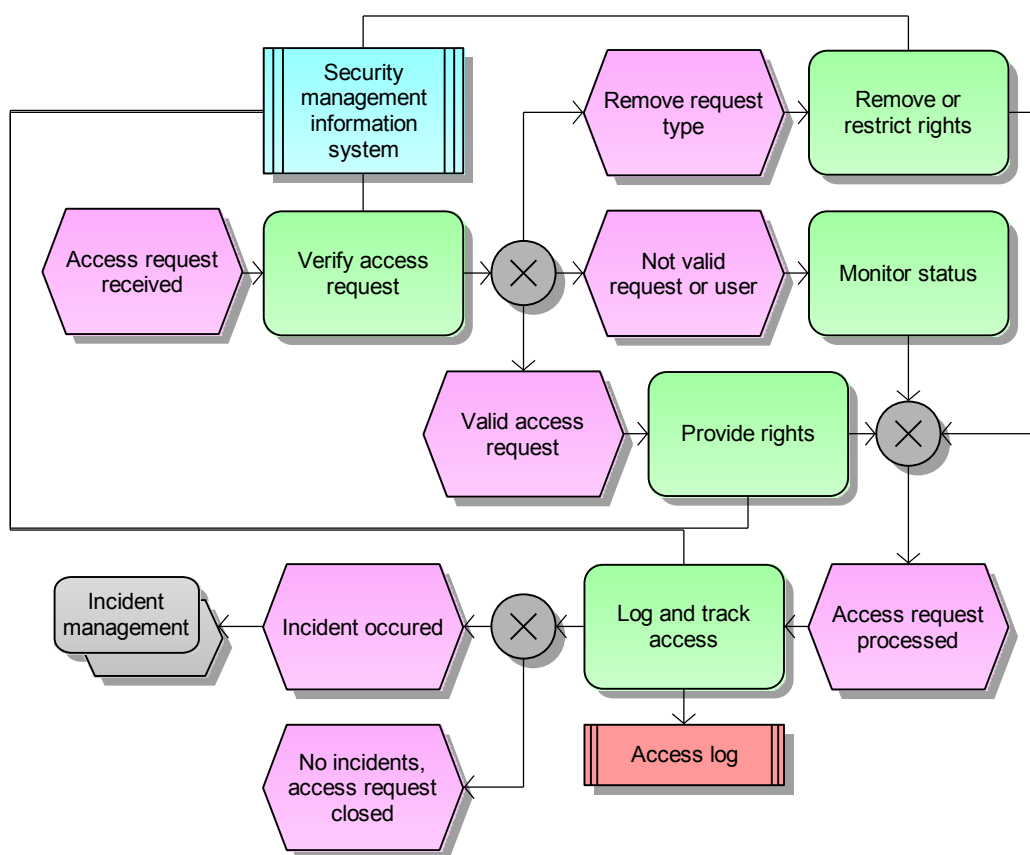 Security
management
information
system
Remove request
type
Remove or
restrict rights
Access request
received
Verify access
request
Not valid
request or user
Monitor status
Valid access
request
Provide rights
Incident
management
Incident occured
Log and track
access
Access request
processed
No incidents,
access request
closed
Access log